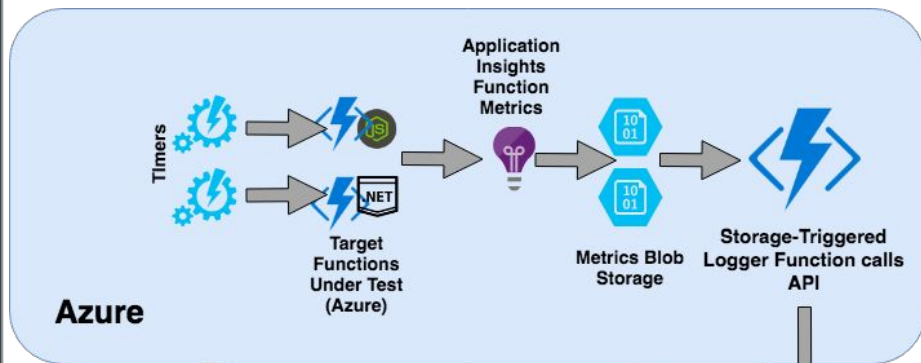 Application
Insights
Function
Metrics
Timers
JS
.NET
10
01
10
01
Target
Functions
Under Test
(Azure)
Metrics Blob
Storage
Storage-Triggered
Logger Function calls
API
Azure